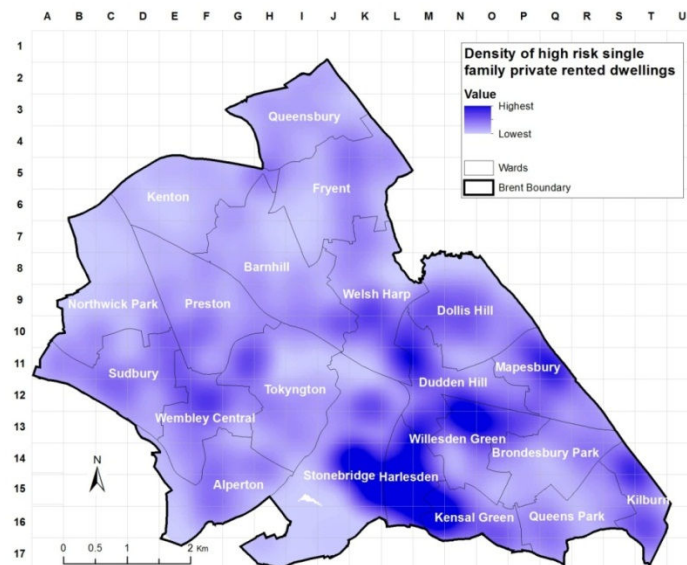 A B C D E F G H I J K L M N O P Q R S T U
1
2
3
4
5
6
7
8
9
10
11
12
13
14
15
16
17
Density of high risk single
family private rented dwellings
Value
Highest
Lowest
Wards
Brent Boundary
Queensbury
Kenton
Fryent
Barnhill
Northwick Park
Preston
Welsh Harp
Dollis Hill
Sudbury
Mapesbury
Tokyngton
Dudden Hill
Wembley Central
Willesden Green
Brondesbury Park
Alperton
Stonebridge
Harlesden
Kilburn
Kensal Green
Queens Park
N
0 0.5 1 2 Km